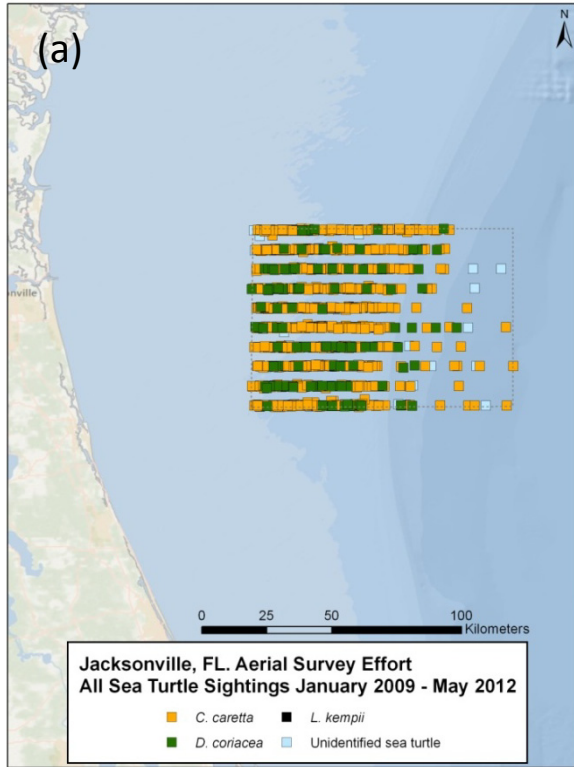 (a)
N
onville
0 25 50 100
Kilometers
Jacksonville, FL. Aerial Survey Effort
All Sea Turtle Sightings January 2009 - May 2012
C. caretta L. kempii
D. coriacea Unidentified sea turtle